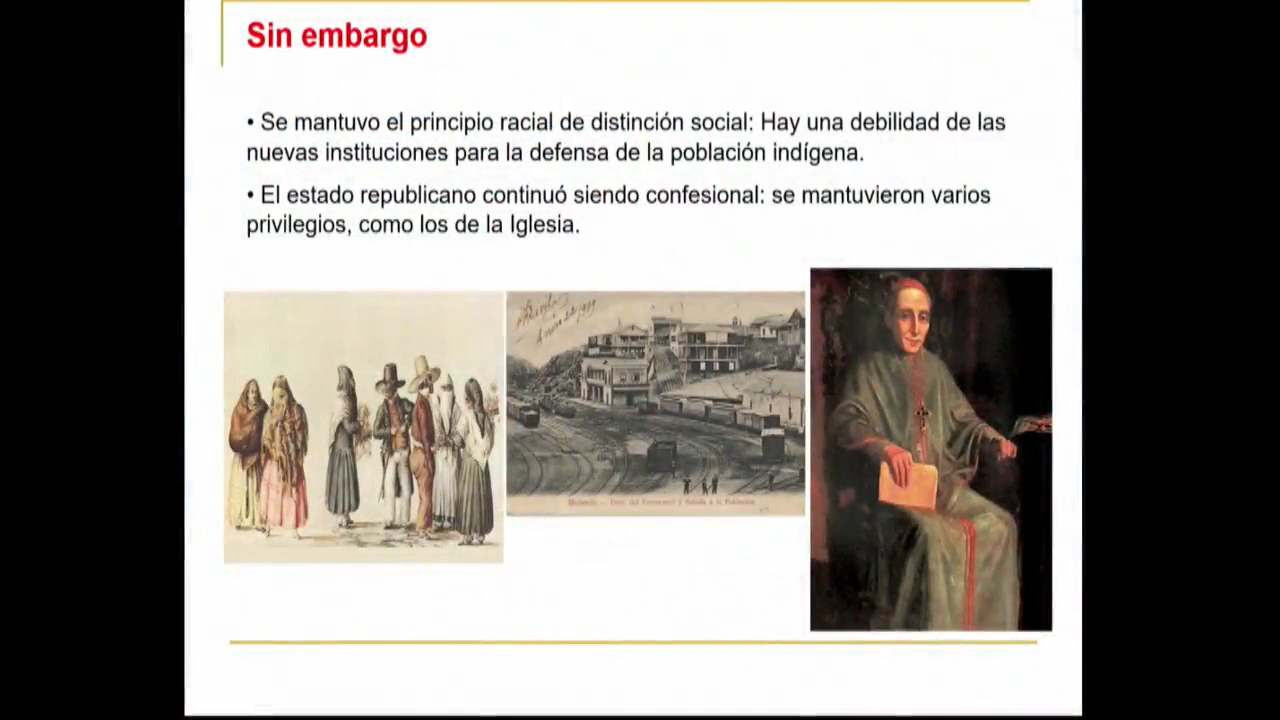 Sin embargo
• Se mantuvo el principio racial de distinción social: Hay una debilidad de las
nuevas instituciones para la defensa de la población indígena.
• El estado republicano continuó siendo confesional: se mantuvieron varios
privilegios, como los de la Iglesia.